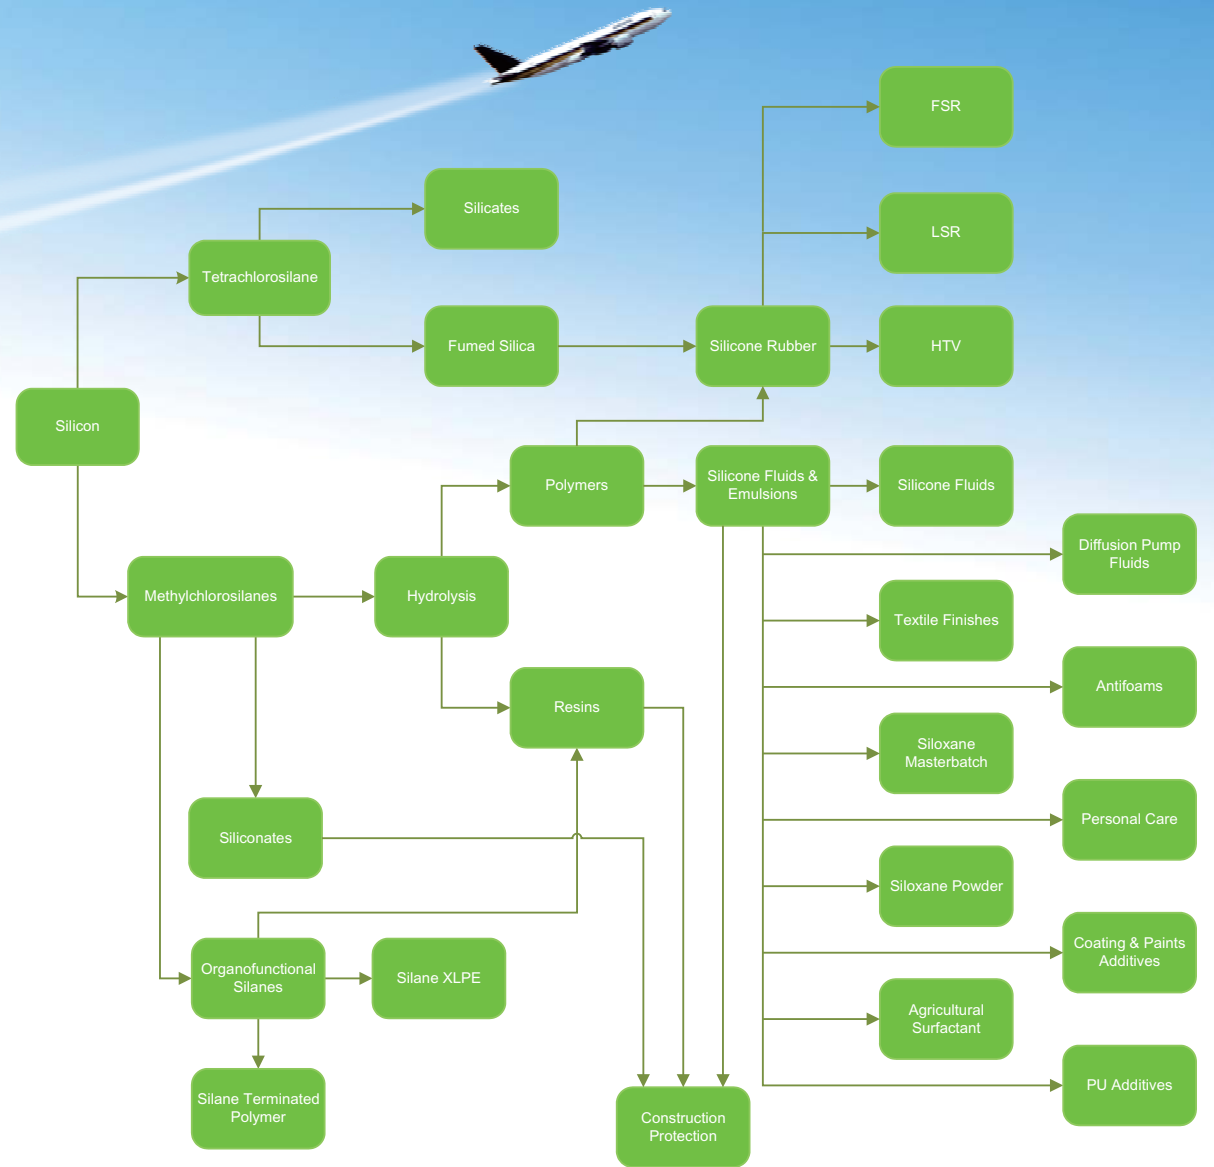 FSR
Silicates
LSR
Tetrachlorosilane
Fumed Silica
Silicone Rubber
HTV
Silicon
Polymers
Silicone Fluids &
Emulsions
Silicone Fluids
Diffusion Pump
Fluids
Methylchlorosilanes
Hydrolysis
Textile Finishes
Resins
Antifoams
Siloxane
Masterbatch
Siliconates
Personal Care
Siloxane Powder
Organofunctional
Silanes
Silane XLPE
Coating & Paints
Additives
Agricultural
Surfactant
Silane Terminated
Polymer
Construction
Protection
PU Additives